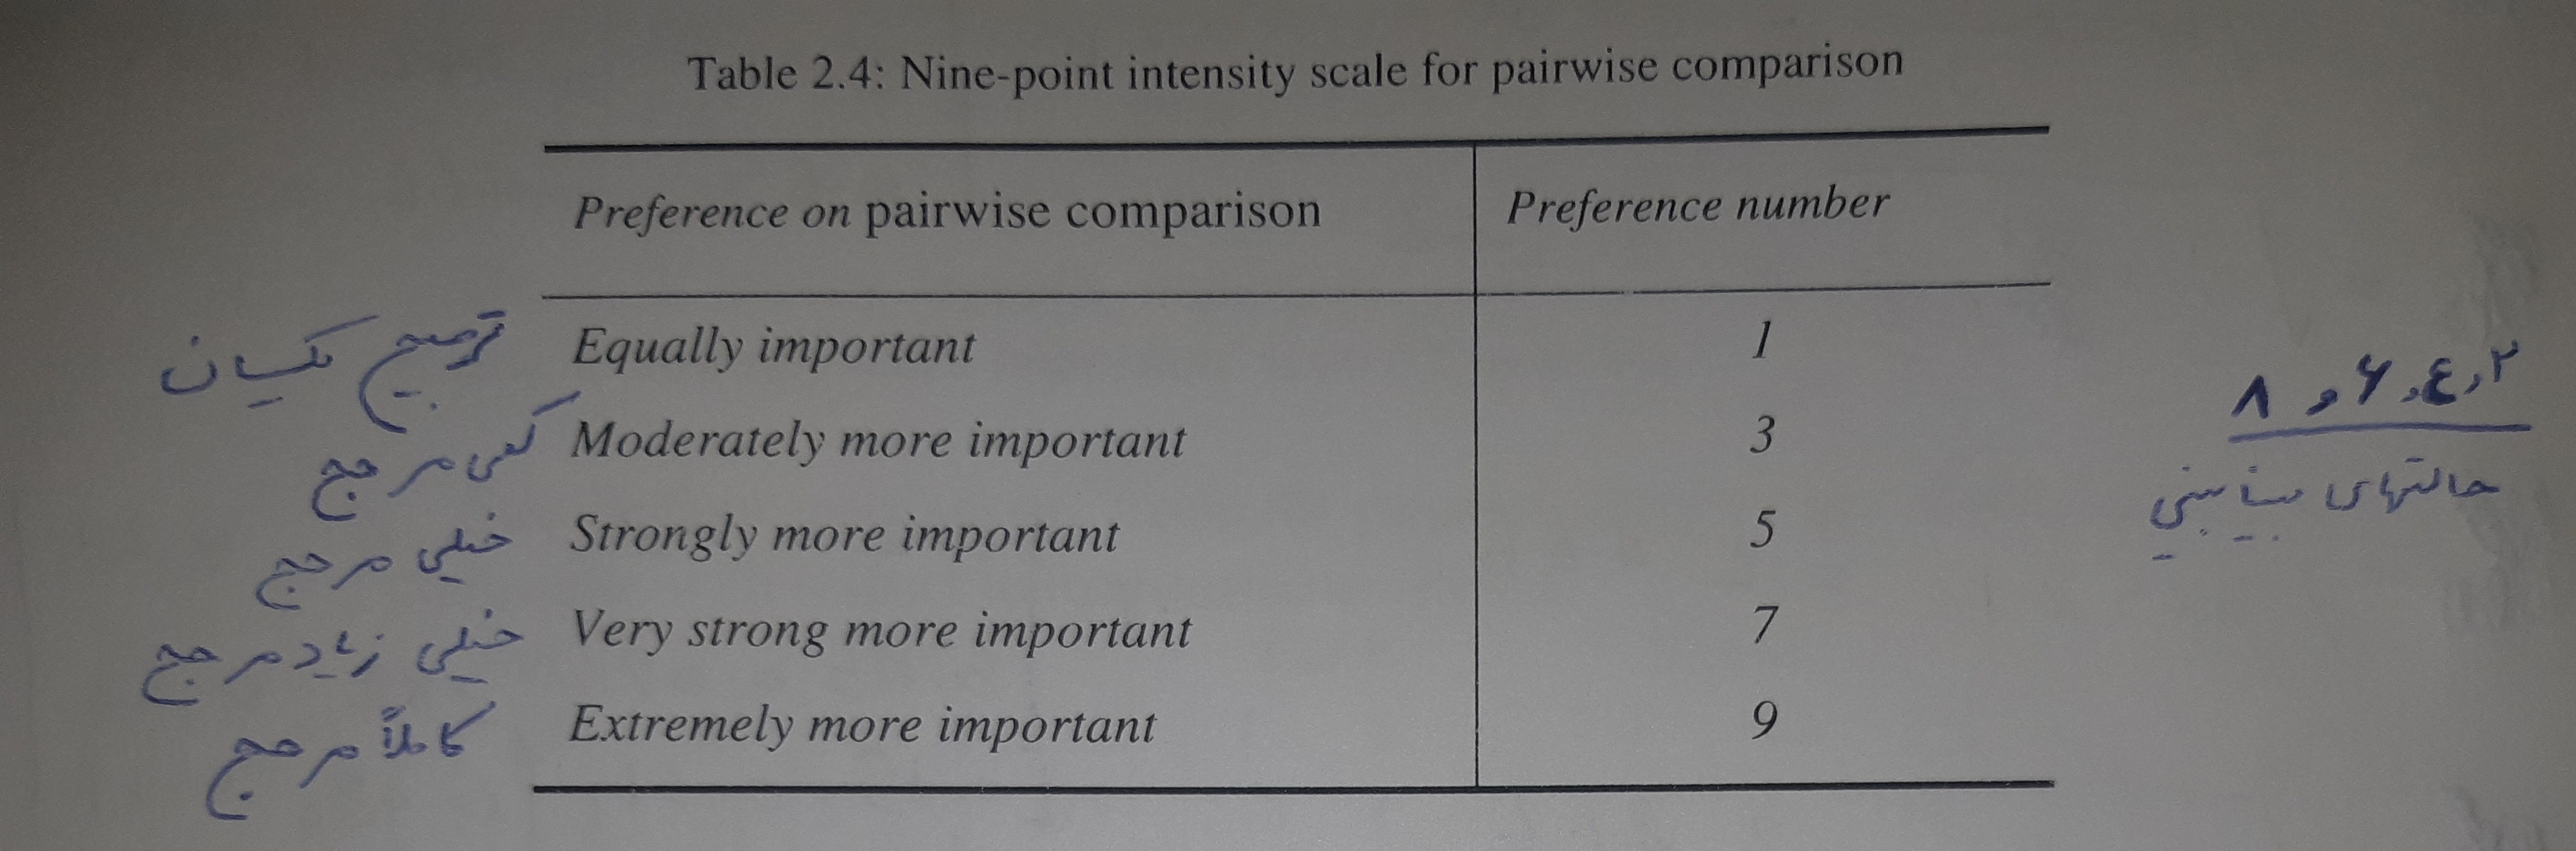 Table 2.4: Nine-point intensity scale for pairwise comparison
Preference on pairwise comparison Preference number
ترجیح یکسان Equally important 1
کمی مرجح Moderately more important 3
خیلی مرجح Strongly more important 5
خیلی زیاد مرجح Very strong more important 7
کاملاً مرجح Extremely more important 9
۲،٤،۶ و ۸
حالتهای بینابینی